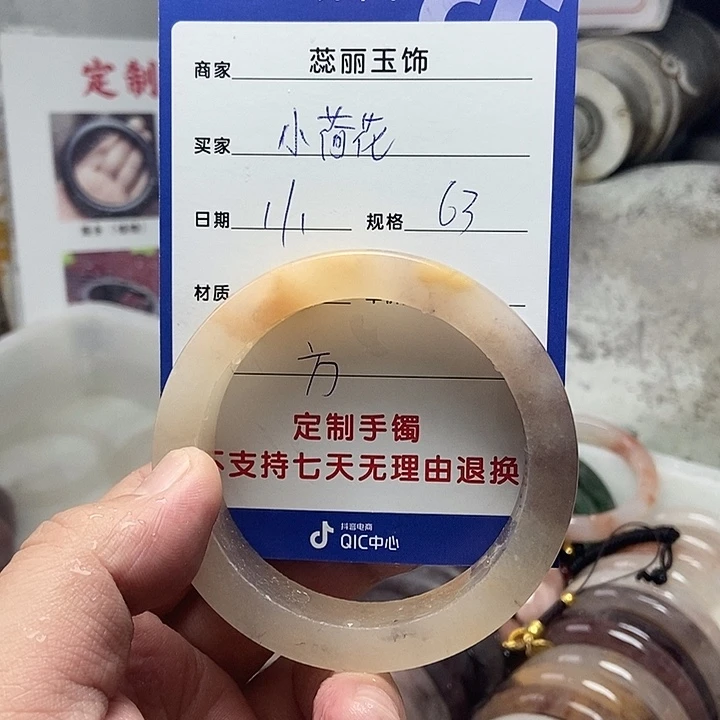 定制
商家 蕊丽玉饰
买家 小荷花
日期 1/1 规格 63
材质
方
定制手镯
不支持七天无理由退换
抖音电商
QIC中心